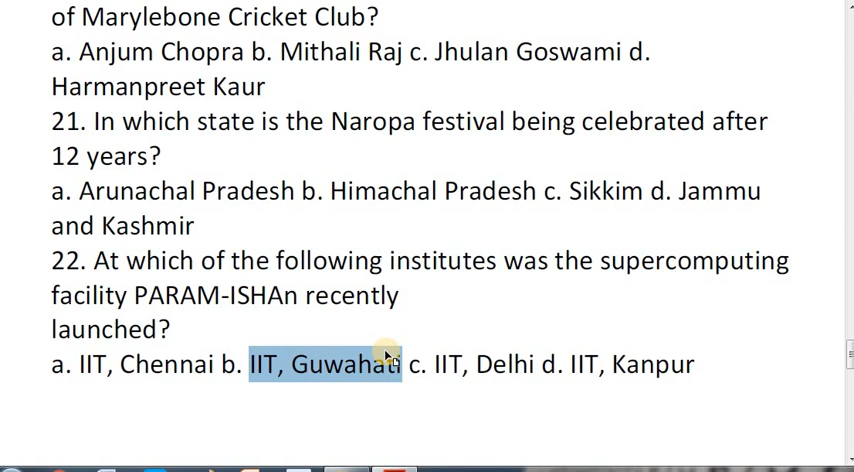 of Marylebone Cricket Club?
a. Anjum Chopra b. Mithali Raj c. Jhulan Goswami d.
Harmanpreet Kaur
21. In which state is the Naropa festival being celebrated after
12 years?
a. Arunachal Pradesh b. Himachal Pradesh c. Sikkim d. Jammu
and Kashmir
22. At which of the following institutes was the supercomputing
facility PARAM-ISHAn recently
launched?
a. IIT, Chennai b. IIT, Guwahati c. IIT, Delhi d. IIT, Kanpur